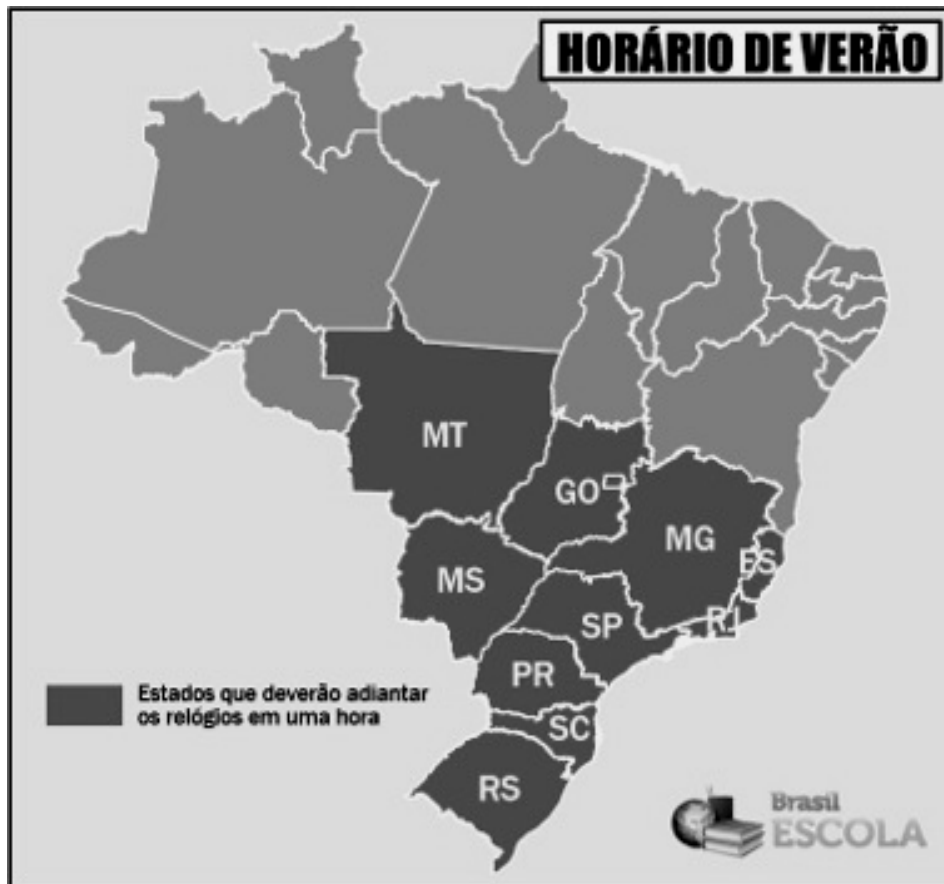 HORÁRIO DE VERÃO
MT
GO
MG
ES
MS
SP
RJ
PR
SC
RS
Estados que deverão adiantar
os relógios em uma hora
Brasil
ESCOLA